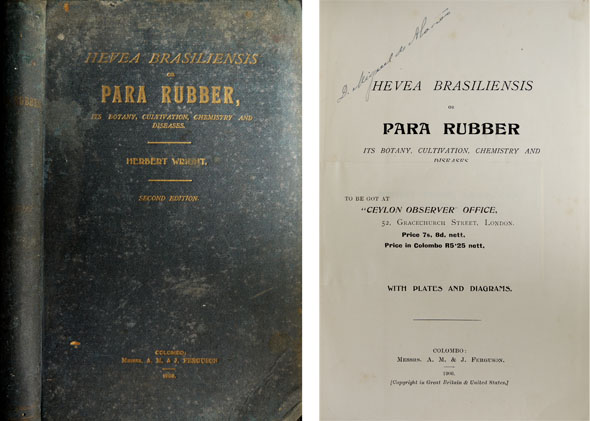 HEVEA BRASILIENSIS
OR
PARA RUBBER,
ITS BOTANY, CULTIVATION, CHEMISTRY AND
DISEASES.
HERBERT WRIGHT.
SECOND EDITION.
COLOMBO:
MESSRS. A. M. & J. FERGUSON
1906.
HEVEA BRASILIENSIS
OR
PARA RUBBER
ITS BOTANY, CULTIVATION, CHEMISTRY AND
DISEASES
TO BE GOT AT
"CEYLON OBSERVER" OFFICE,
52, GRACECHURCH STREET, LONDON.
Price 7s. 8d. nett.
Price in Colombo R5'25 nett.
WITH PLATES AND DIAGRAMS.
COLOMBO:
MESSRS. A. M. & J. FERGUSON.
1906.
[Copyright in Great Britain & United States.]